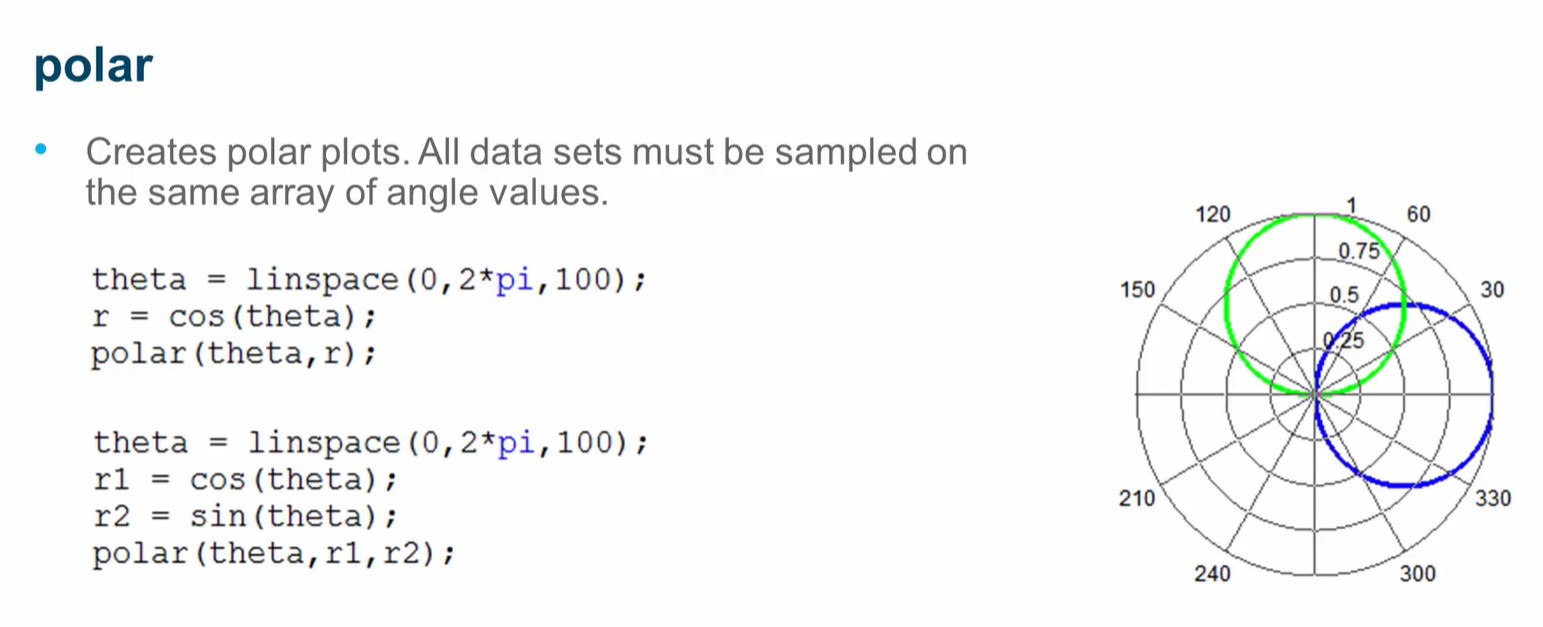 polar
• Creates polar plots. All data sets must be sampled on
the same array of angle values.
theta = linspace(0,2*pi,100);
r = cos(theta);
polar(theta,r);
theta = linspace(0,2*pi,100);
r1 = cos(theta);
r2 = sin(theta);
polar(theta,r1,r2);
120
1
60
0.75
150
0.5
30
0.25
210
330
240
300